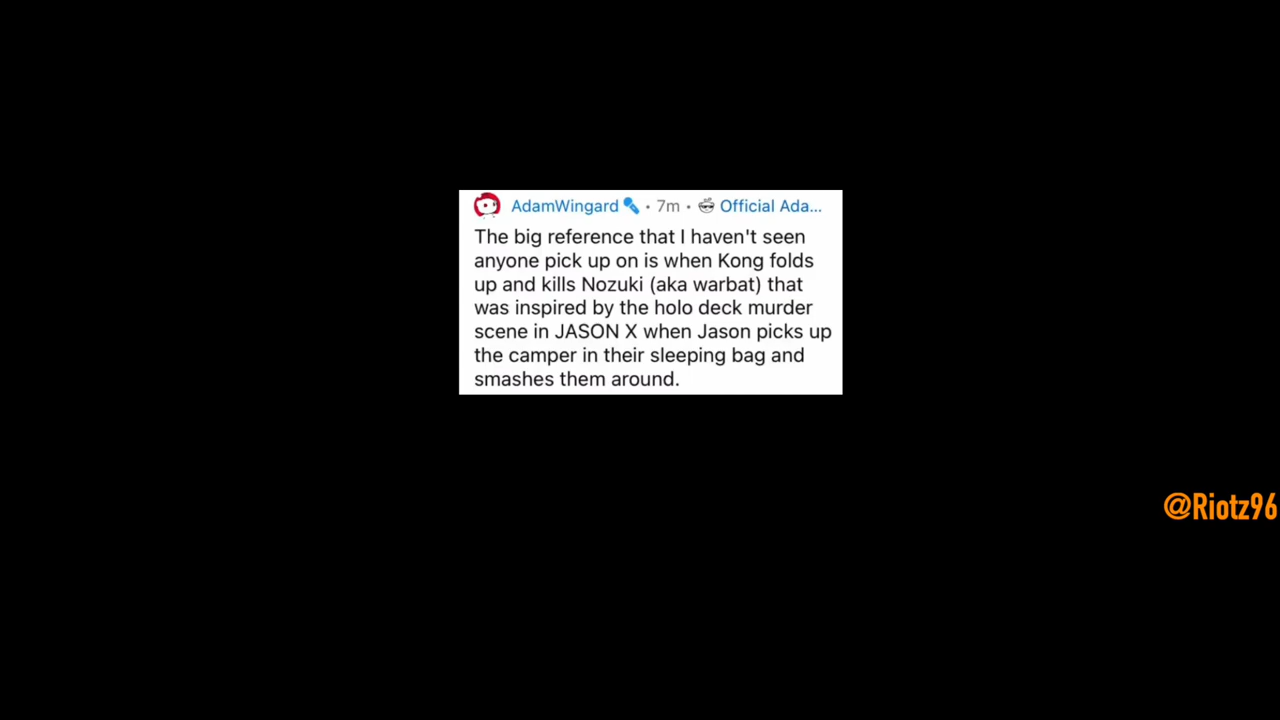 AdamWingard · 7m · Official Ada...
The big reference that I haven't seen
anyone pick up on is when Kong folds
up and kills Nozuki (aka warbat) that
was inspired by the holo deck murder
scene in JASON X when Jason picks up
the camper in their sleeping bag and
smashes them around.
@Riotz96